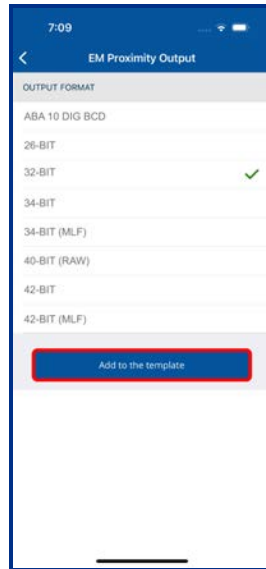 7:09
EM Proximity Output
OUTPUT FORMAT
ABA 10 DIG BCD
26-BIT
32-BIT
34-BIT
34-BIT (MLF)
40-BIT (RAW)
42-BIT
42-BIT (MLF)
Add to the template